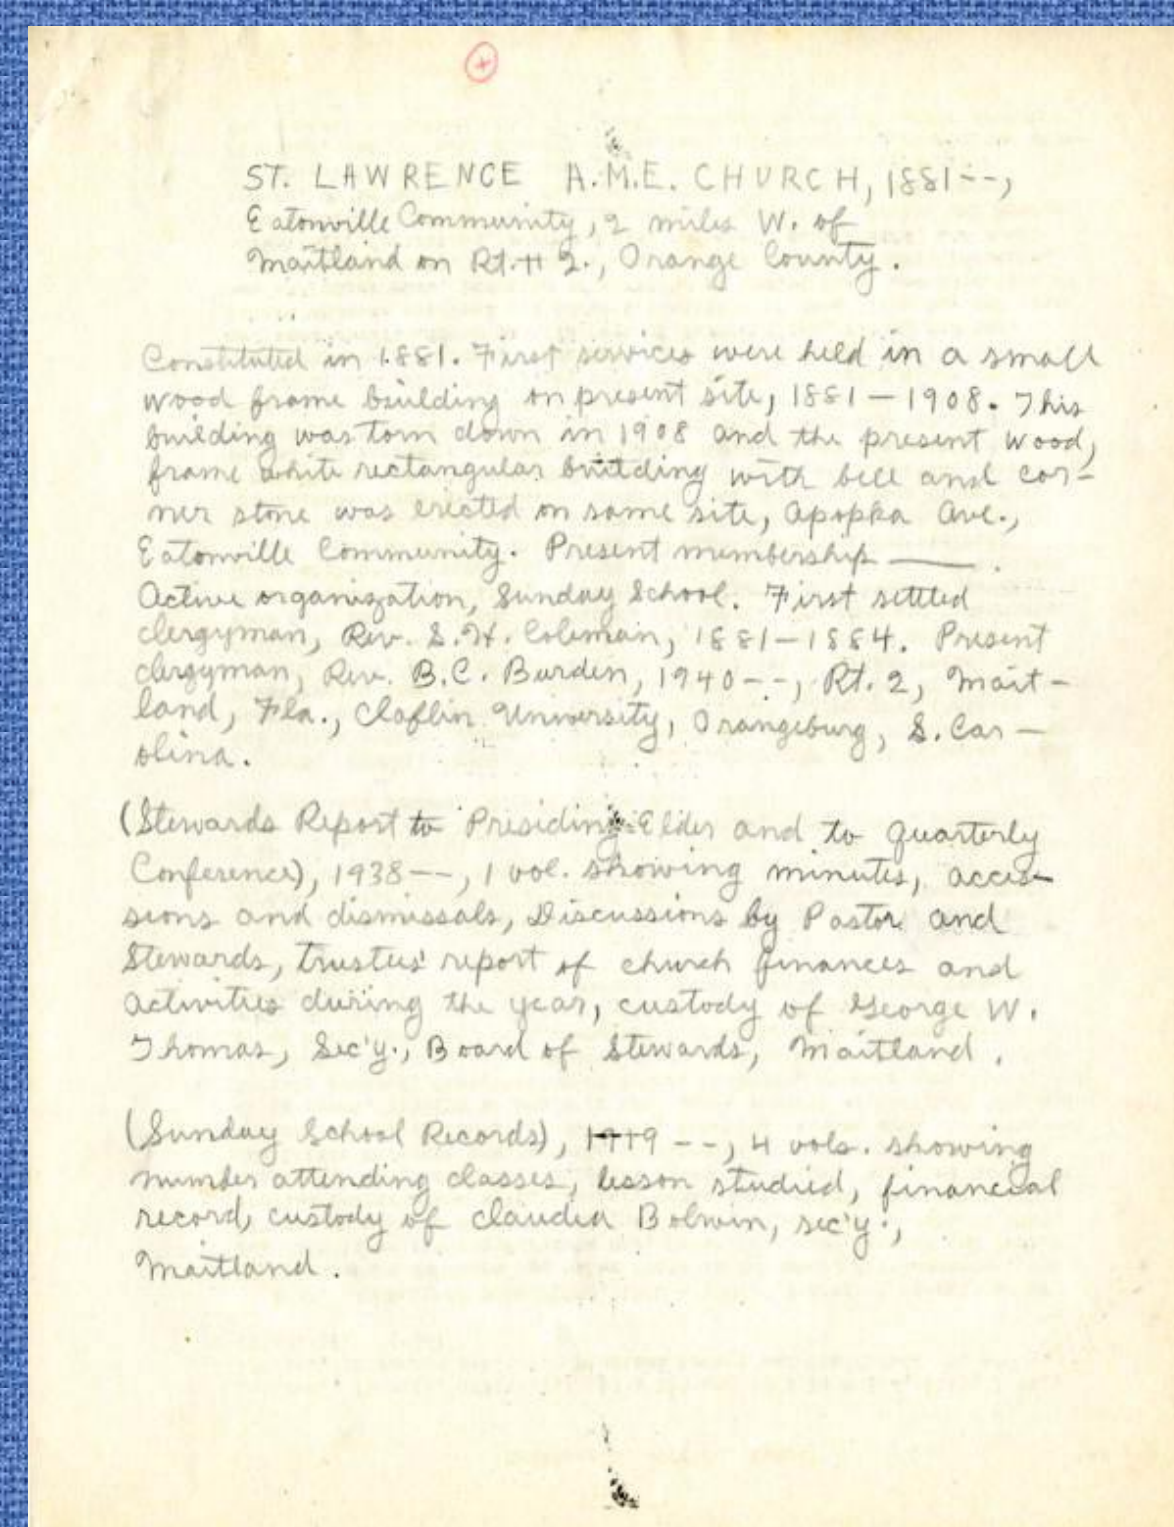 ST. LAWRENCE A.M.E. CHURCH, 1881--,
Eatonville Community, 2 miles W. of
Maitland on Rt. # 2., Orange County.
Constituted in 1881. First services were held in a small
wood frame building on present site, 1881-1908. This
building was torn down in 1908 and the present wood,
frame white rectangular building with bell and cor-
ner stone was erected on same site, Apopka Ave.,
Eatonville Community. Present membership ____.
Active organization, Sunday School. First settled
clergyman, Rev. S.H. Coleman, 1881-1884. Present
clergyman, Rev. B.C. Burden, 1940--, Rt. 2, Mait-
land, Fla., Claflin University, Orangeburg, S. Car-
olina.
(Stewards Report to Presiding Elder and to Quarterly
Conference), 1938--, 1 vol. showing minutes, acces-
sions and dismissals, Discussions by Pastor and
Stewards, trustees' report of church finances and
activities during the year, custody of George W.
Thomas, Sec'y., Board of Stewards, Maitland.
(Sunday School Records), 1919--, 4 vols. showing
number attending classes, lesson studied, financial
record, custody of Claudia Bolwin, sec'y.,
Maitland.